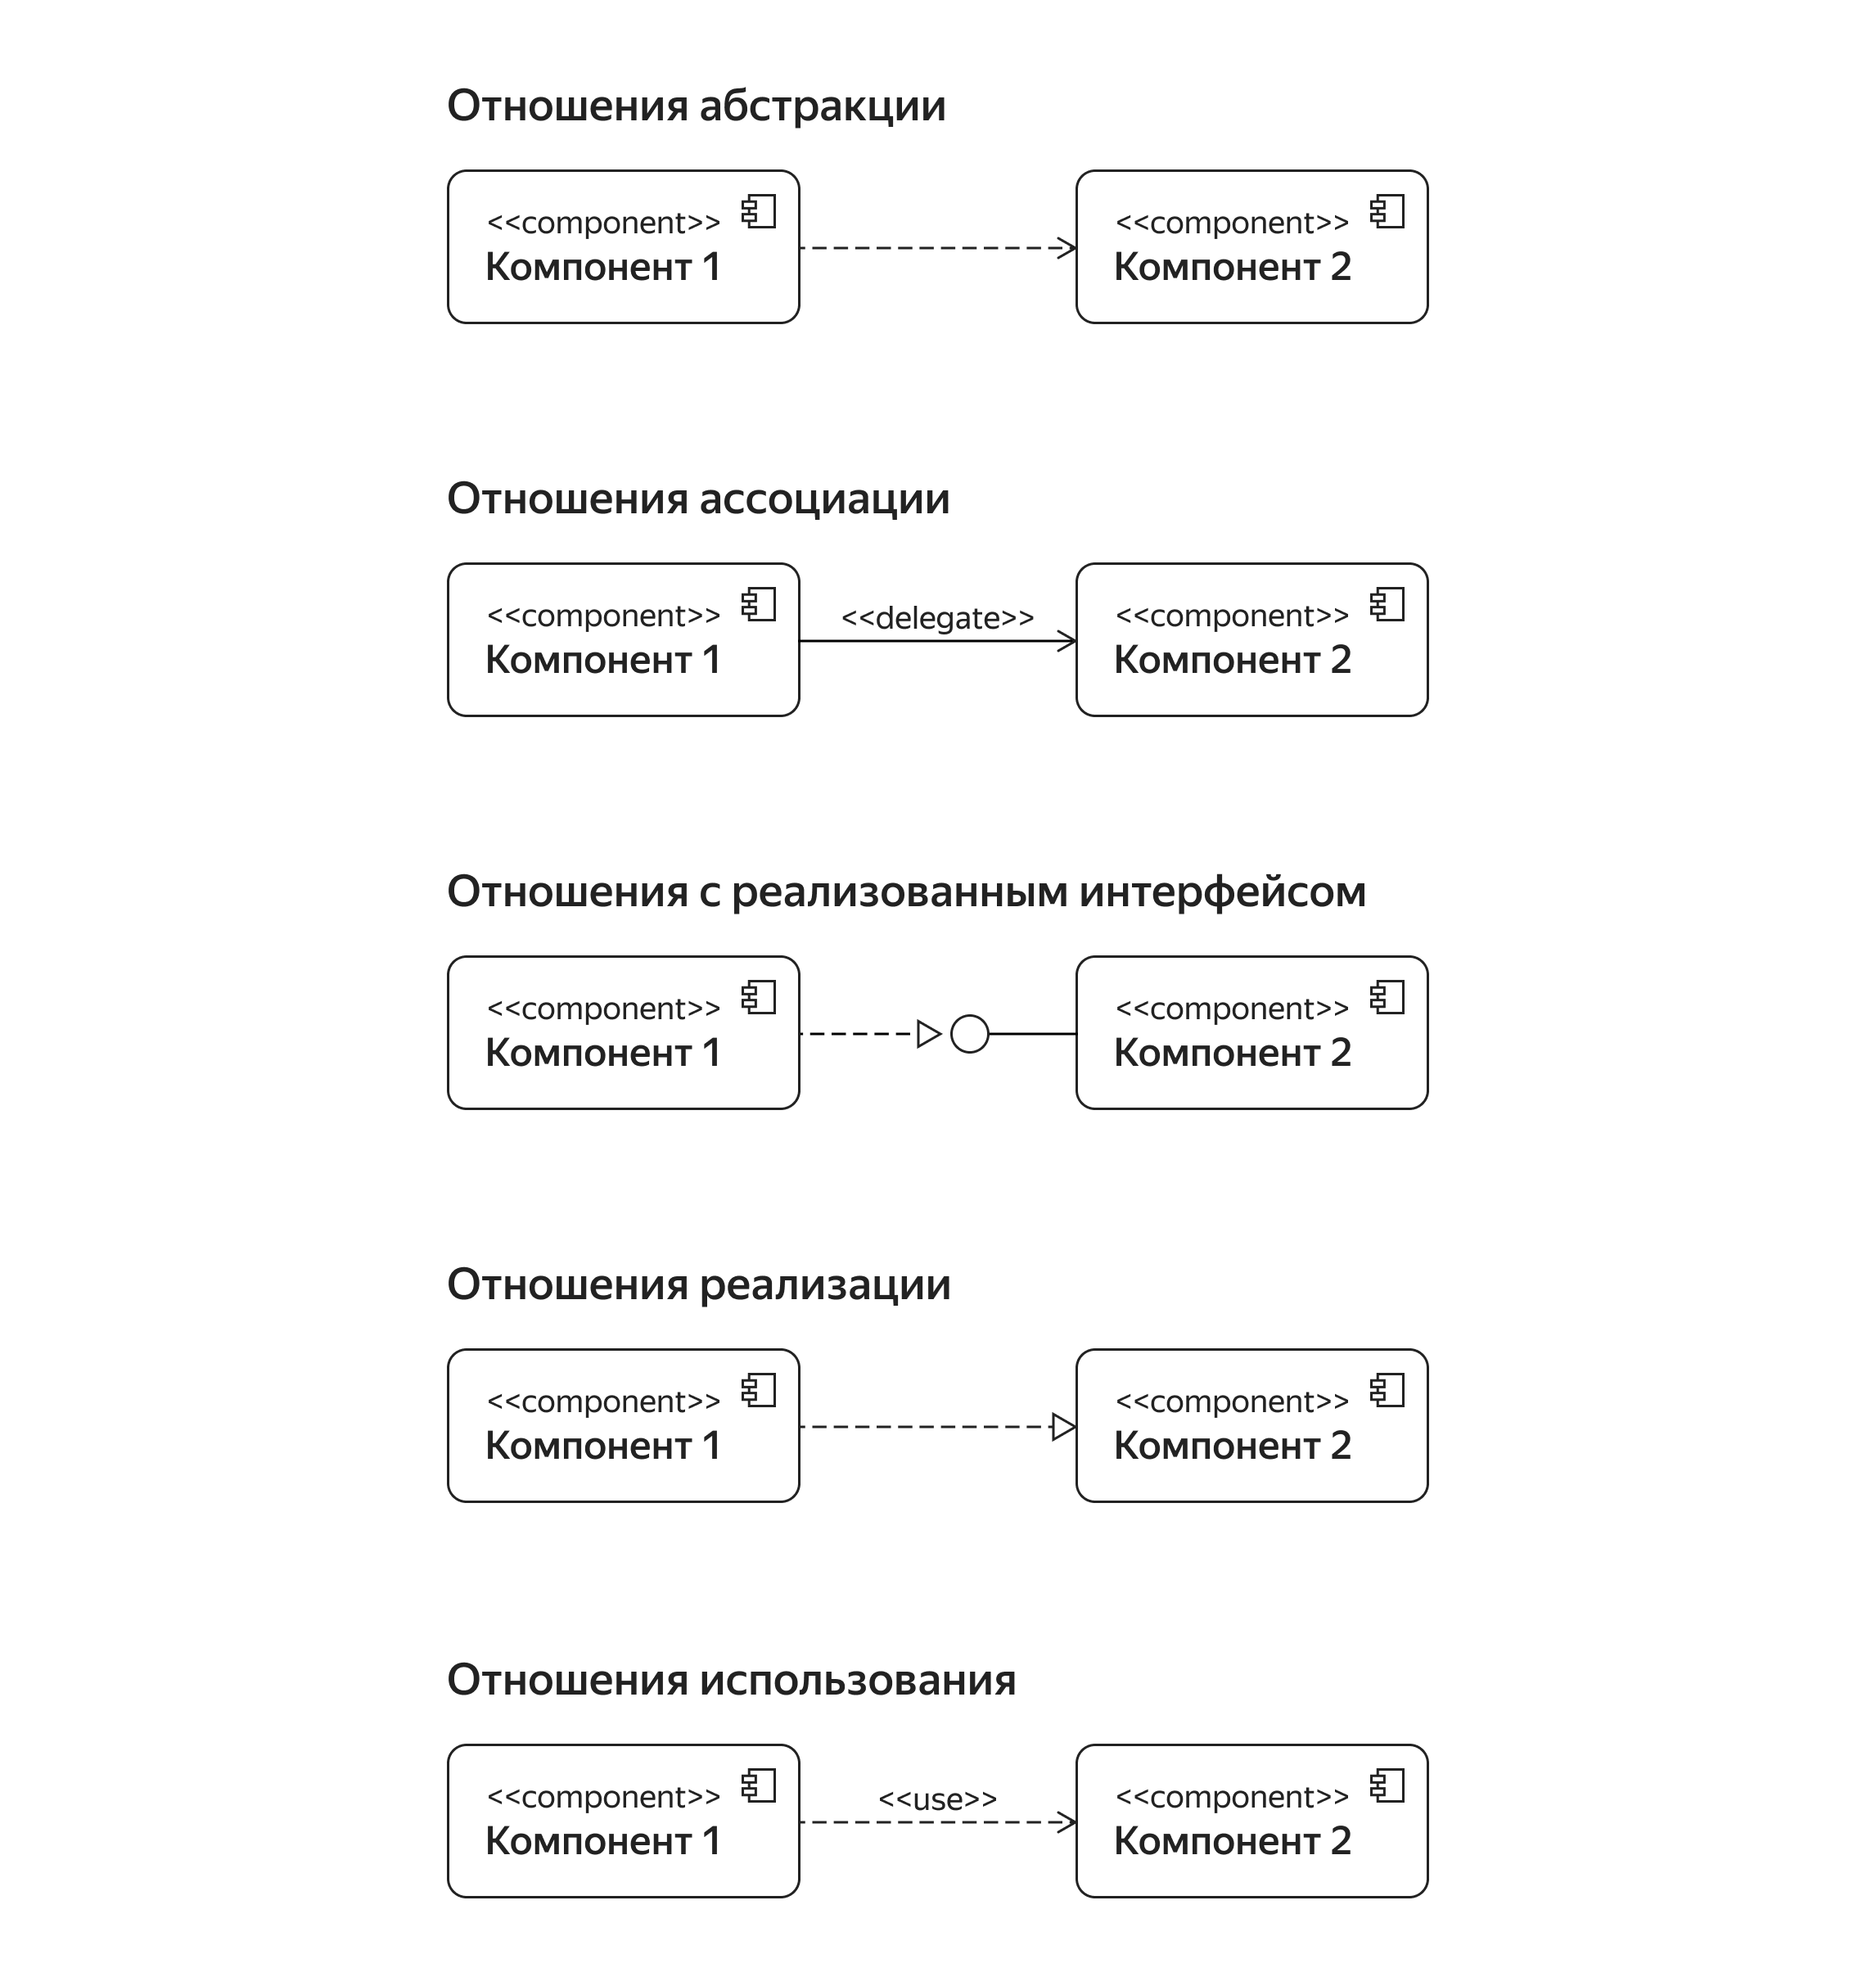 Отношения абстракции
<<component>>
Компонент 1
<<component>>
Компонент 2
Отношения ассоциации
<<component>>
Компонент 1
<<delegate>>
<<component>>
Компонент 2
Отношения с реализованным интерфейсом
<<component>>
Компонент 1
<<component>>
Компонент 2
Отношения реализации
<<component>>
Компонент 1
<<component>>
Компонент 2
Отношения использования
<<component>>
Компонент 1
<<use>>
<<component>>
Компонент 2